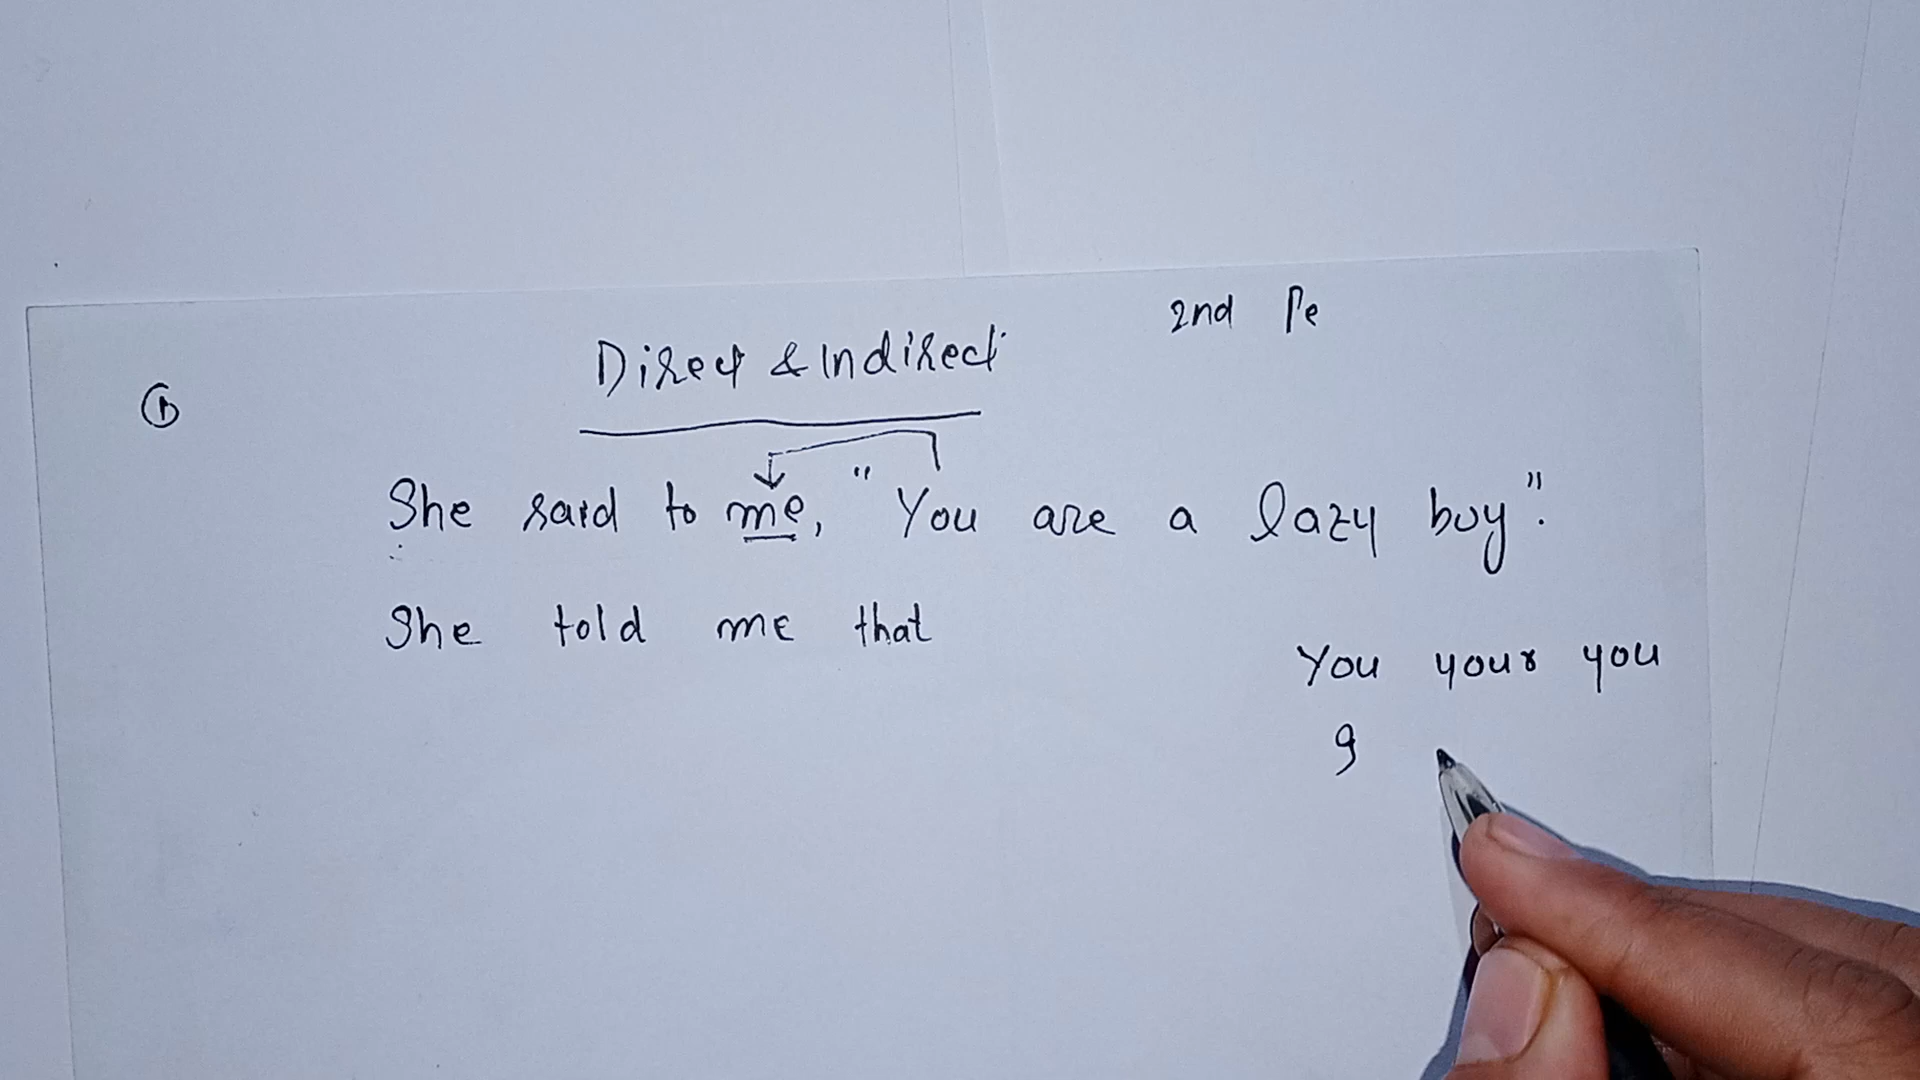 2nd Pe
Direct & Indirect
①
She said to me, "You are a lazy boy".
She told me that
You your you
I